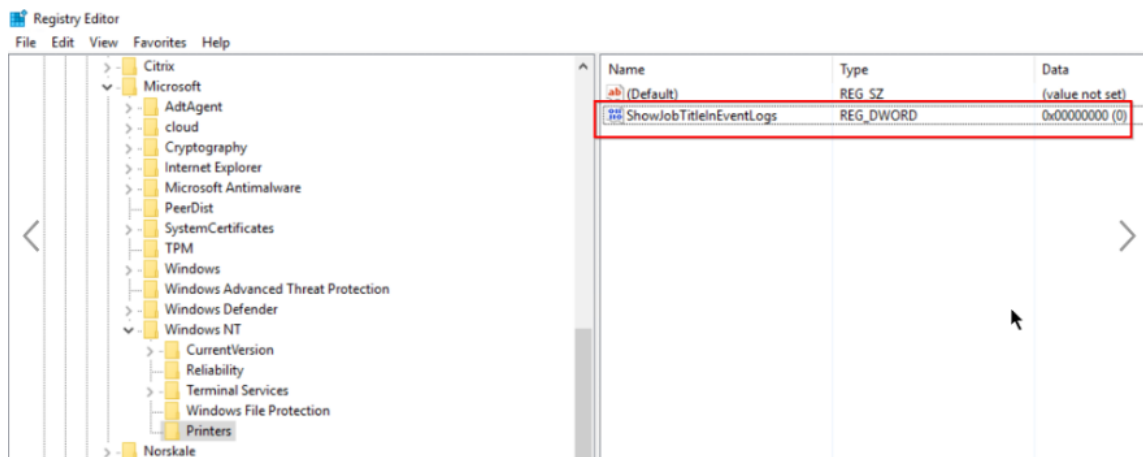 Registry Editor
File Edit View Favorites Help
Citrix
Microsoft
AdtAgent
cloud
Cryptography
Internet Explorer
Microsoft Antimalware
PeerDist
SystemCertificates
TPM
Windows
Windows Advanced Threat Protection
Windows Defender
Windows NT
CurrentVersion
Reliability
Terminal Services
Windows File Protection
Printers
Norskale
Name Type Data
(Default) REG_SZ (value not set)
ShowJobTitleInEventLogs REG_DWORD 0x00000000 (0)